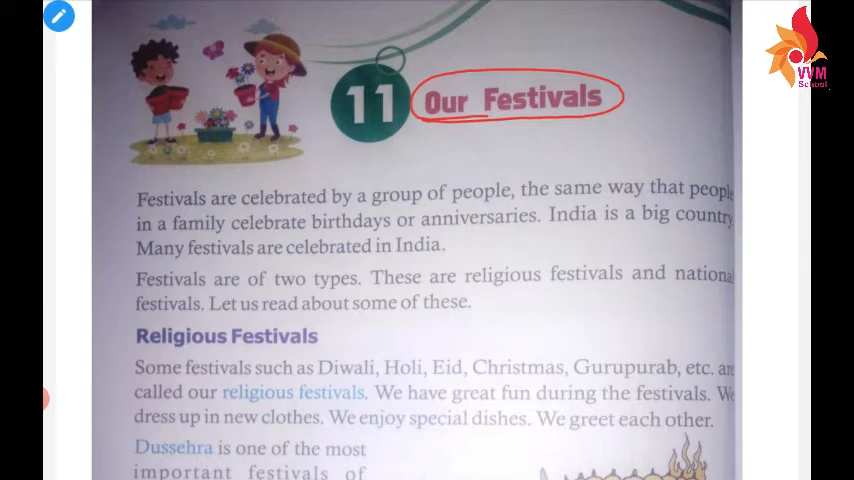 VVM
School
11
Our Festivals
Festivals are celebrated by a group of people, the same way that people
in a family celebrate birthdays or anniversaries. India is a big country.
Many festivals are celebrated in India.
Festivals are of two types. These are religious festivals and national
festivals. Let us read about some of these.
Religious Festivals
Some festivals such as Diwali, Holi, Eid, Christmas, Gurupurab, etc. are
called our religious festivals. We have great fun during the festivals. We
dress up in new clothes. We enjoy special dishes. We greet each other.
Dussehra is one of the most
important festivals of